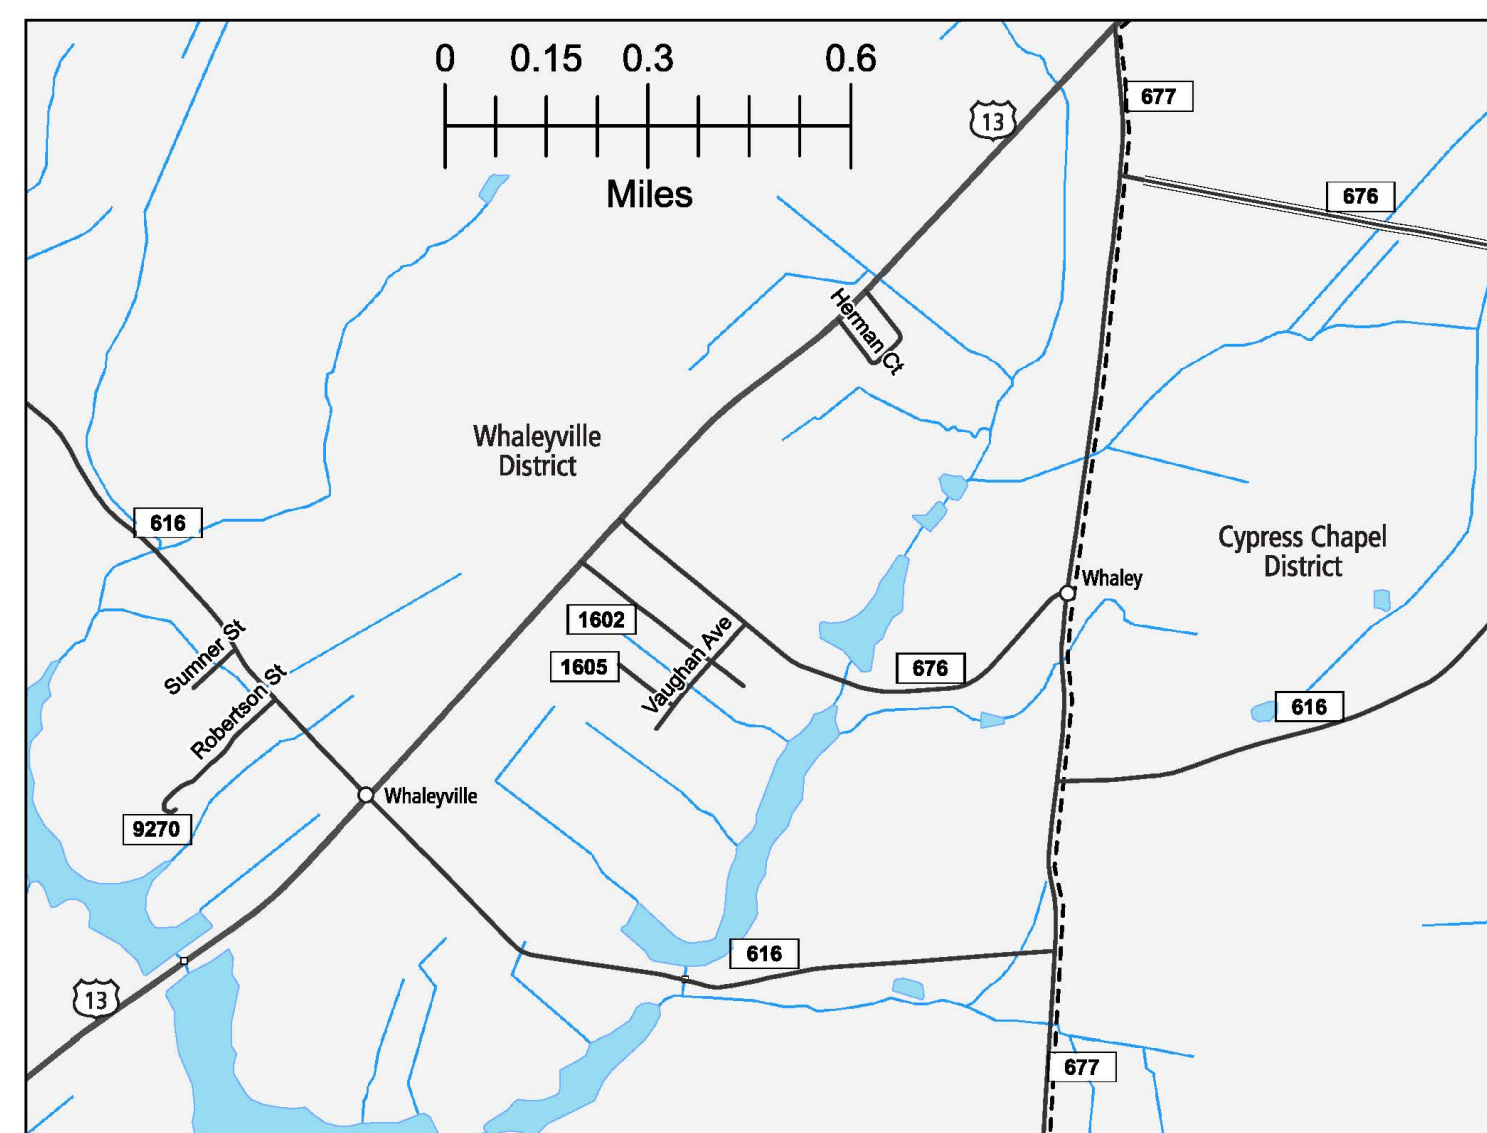 0 0.15 0.3 0.6
Miles
13
677
676
Herman Ct
Whaleyville
District
616
Cypress Chapel
District
Whaley
1602
1605
Vaughan Ave
676
Sumner St
Robertson St
616
Whaleyville
9270
616
13
677